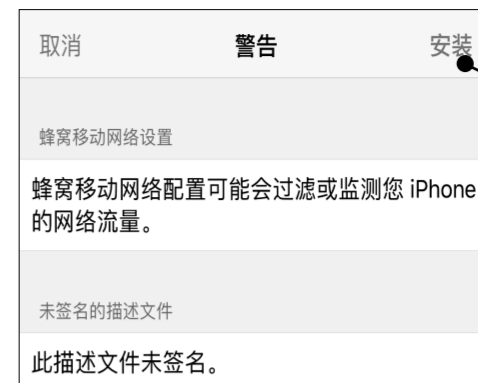 取消 警告 安装
蜂窝移动网络设置
蜂窝移动网络配置可能会过滤或监测您 iPhone
的网络流量。
未签名的描述文件
此描述文件未签名。